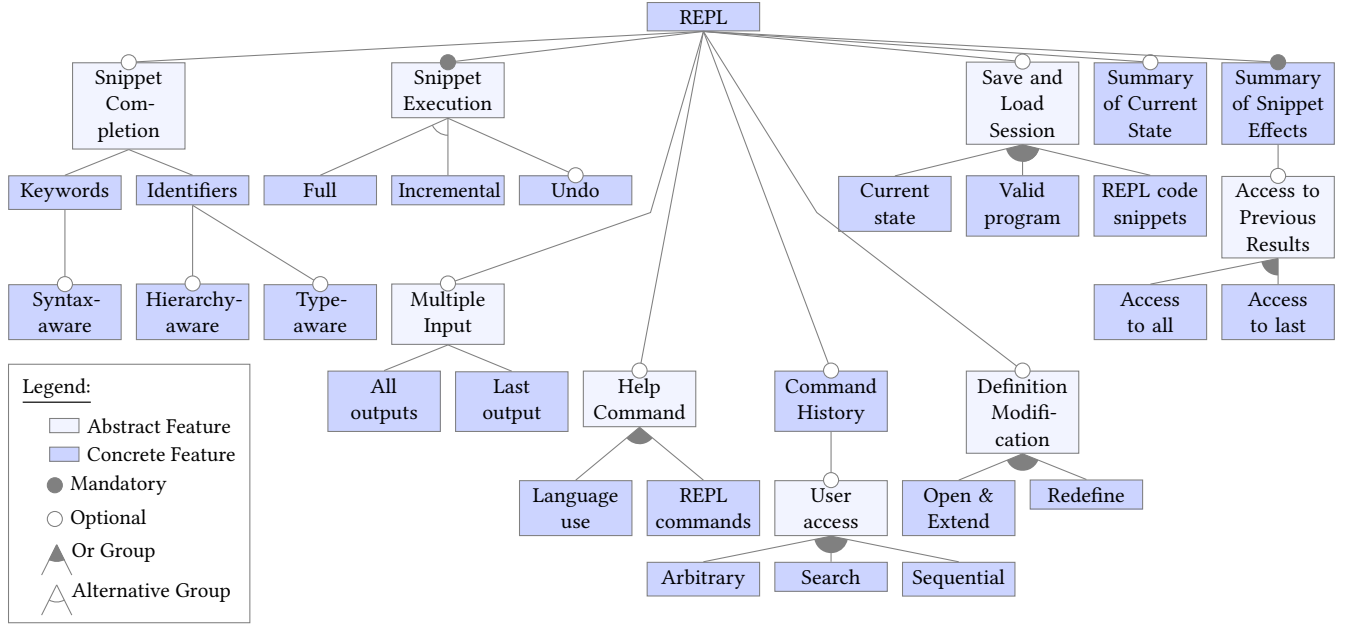 REPL
Snippet
Com-
pletion
Snippet
Execution
Save and
Load
Session
Summary
of Current
State
Summary
of Snippet
Effects
Keywords
Identifiers
Full
Incremental
Undo
Current
state
Valid
program
REPL code
snippets
Access to
Previous
Results
Syntax-
aware
Hierarchy-
aware
Type-
aware
Multiple
Input
Access
to all
Access
to last
All
outputs
Last
output
Help
Command
Command
History
Definition
Modifi-
cation
Language
use
REPL
commands
User
access
Open &
Extend
Redefine
Arbitrary
Search
Sequential
Legend:
Abstract Feature
Concrete Feature
Mandatory
Optional
Or Group
Alternative Group